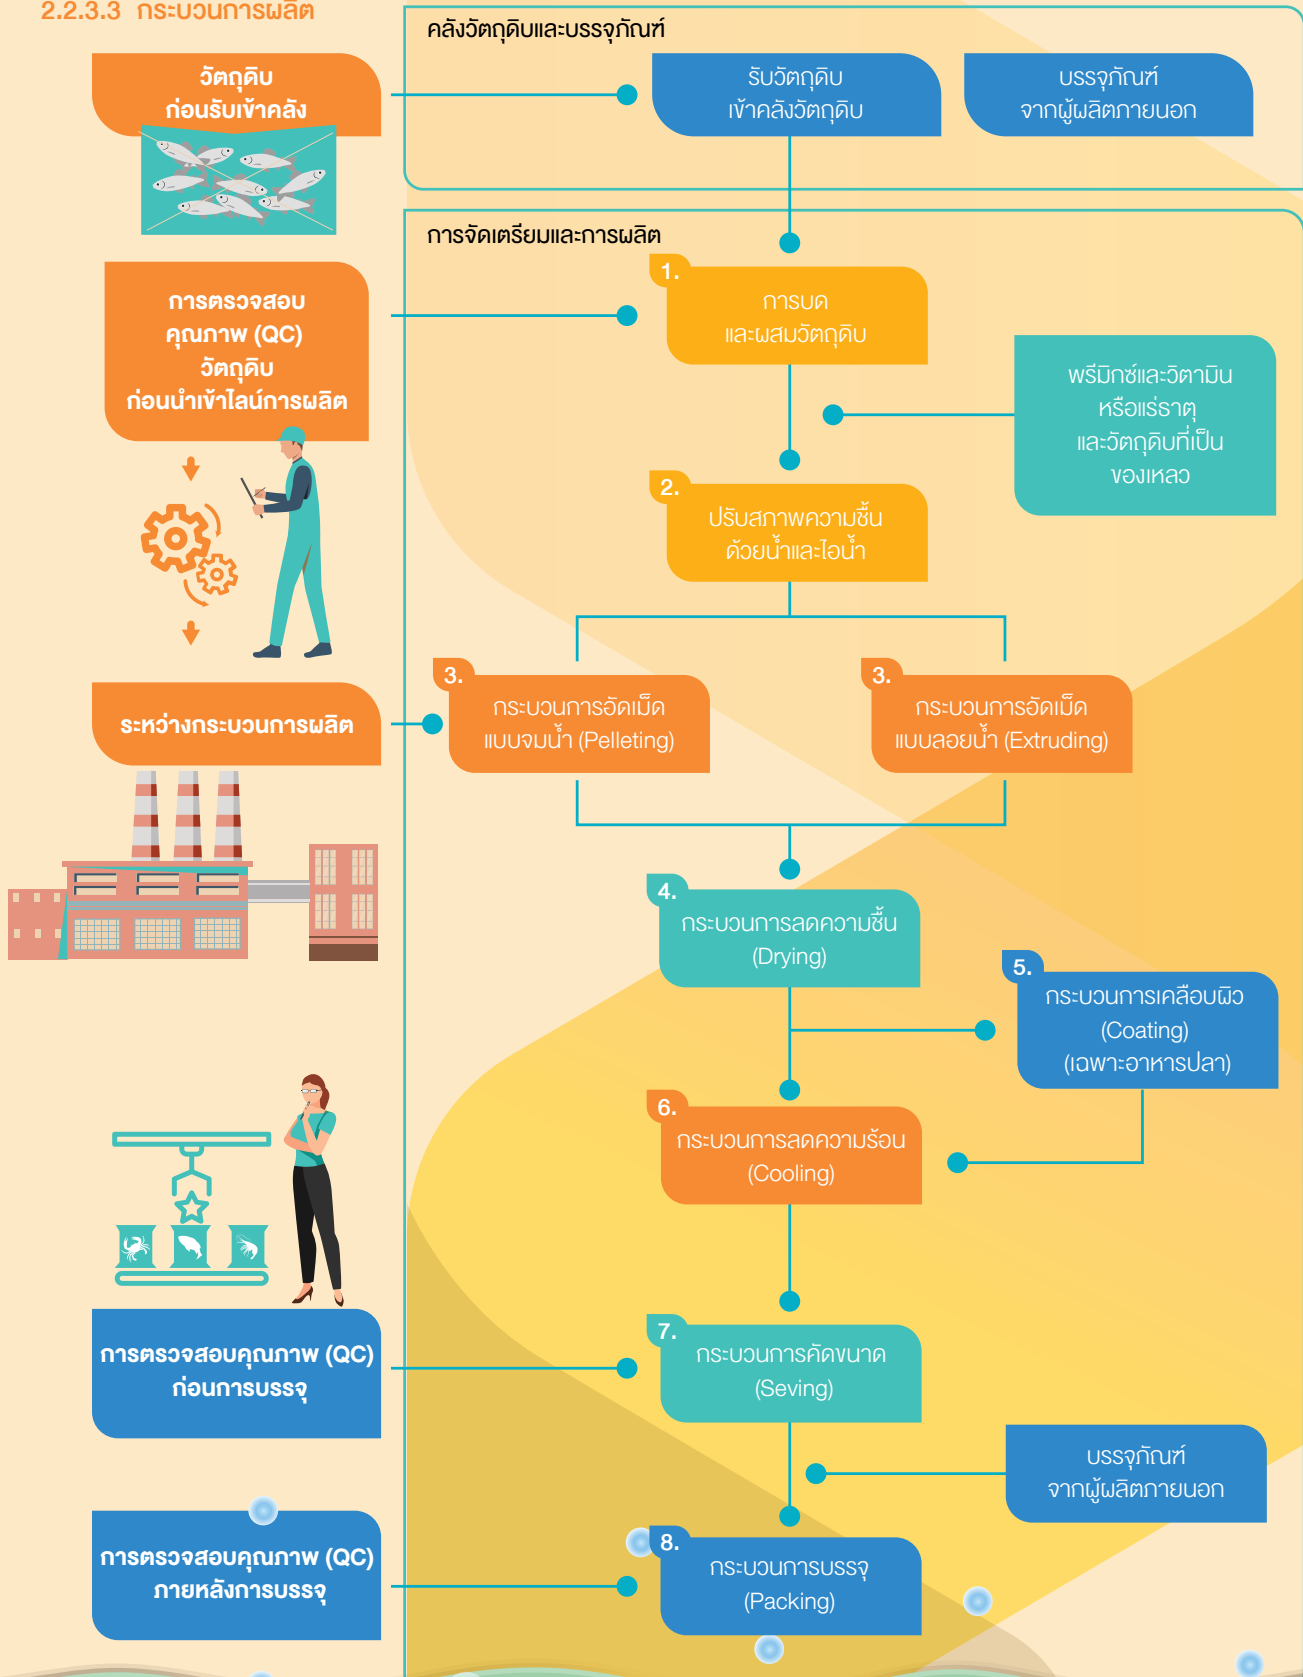 2.2.3.3 กระบวนการผลิต
คลังวัตถุดิบและบรรจุภัณฑ์
วัตถุดิบ
ก่อนรับเข้าคลัง
รับวัตถุดิบ
เข้าคลังวัตถุดิบ
บรรจุภัณฑ์
จากผู้ผลิตภายนอก
การจัดเตรียมและการผลิต
การตรวจสอบ
คุณภาพ (QC)
วัตถุดิบ
ก่อนนำเข้าไลน์การผลิต
1.
การบด
และผสมวัตถุดิบ
พรีมิกซ์และวิตามิน
หรือแร่ธาตุ
และวัตถุดิบที่เป็น
ของเหลว
2.
ปรับสภาพความชื้น
ด้วยน้ำและไอน้ำ
ระหว่างกระบวนการผลิต
3.
กระบวนการอัดเม็ด
แบบจมน้ำ (Pelleting)
3.
กระบวนการอัดเม็ด
แบบลอยน้ำ (Extruding)
4.
กระบวนการลดความชื้น
(Drying)
5.
กระบวนการเคลือบผิว
(Coating)
(เฉพาะอาหารปลา)
6.
กระบวนการลดความร้อน
(Cooling)
การตรวจสอบคุณภาพ (QC)
ก่อนการบรรจุ
7.
กระบวนการคัดขนาด
(Seving)
บรรจุภัณฑ์
จากผู้ผลิตภายนอก
การตรวจสอบคุณภาพ (QC)
ภายหลังการบรรจุ
8.
กระบวนการบรรจุ
(Packing)